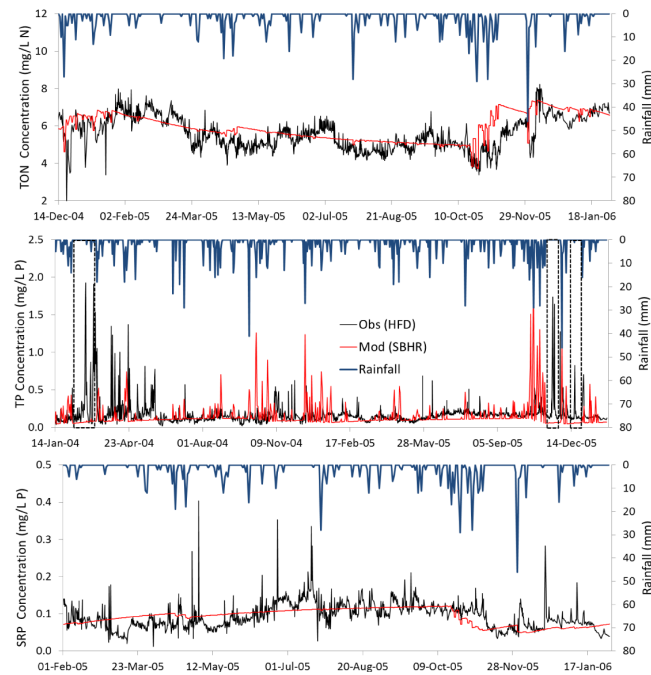 12 10 8 6 4 2
TON Concentration (mg/L N)
0 10 20 30 40 50 60 70 80
Rainfall (mm)
14-Dec-04 02-Feb-05 24-Mar-05 13-May-05 02-Jul-05 21-Aug-05 10-Oct-05 29-Nov-05 18-Jan-06
2.5 2.0 1.5 1.0 0.5 0.0
TP Concentration (mg/L P)
Obs (HFD)
Mod (SBHR)
Rainfall
0 10 20 30 40 50 60 70 80
Rainfall (mm)
14-Jan-04 23-Apr-04 01-Aug-04 09-Nov-04 17-Feb-05 28-May-05 05-Sep-05 14-Dec-05
0.5 0.4 0.3 0.2 0.1 0.0
SRP Concentration (mg/L P)
0 10 20 30 40 50 60 70 80
Rainfall (mm)
01-Feb-05 23-Mar-05 12-May-05 01-Jul-05 20-Aug-05 09-Oct-05 28-Nov-05 17-Jan-06